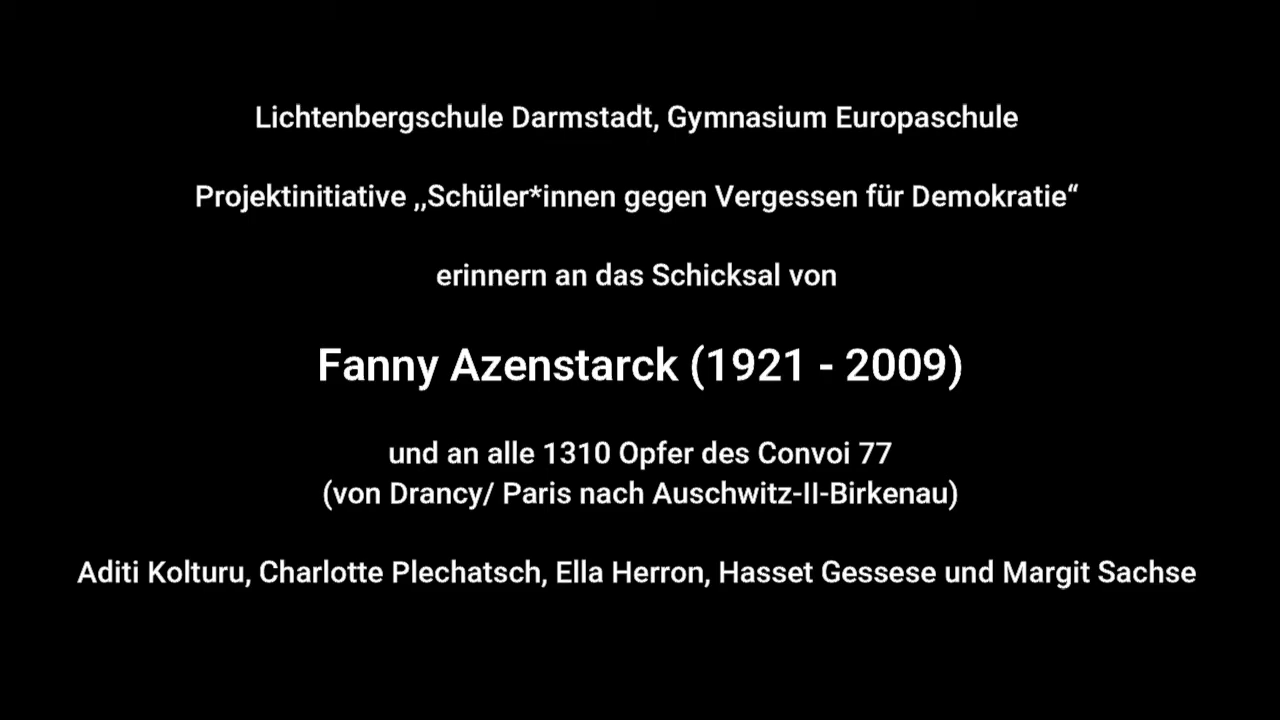 Lichtenbergschule Darmstadt, Gymnasium Europaschule
Projektinitiative ,,Schüler*innen gegen Vergessen für Demokratie“
erinnern an das Schicksal von
Fanny Azenstarck (1921 - 2009)
und an alle 1310 Opfer des Convoi 77
(von Drancy/ Paris nach Auschwitz-II-Birkenau)
Aditi Kolturu, Charlotte Plechatsch, Ella Herron, Hasset Gessese und Margit Sachse